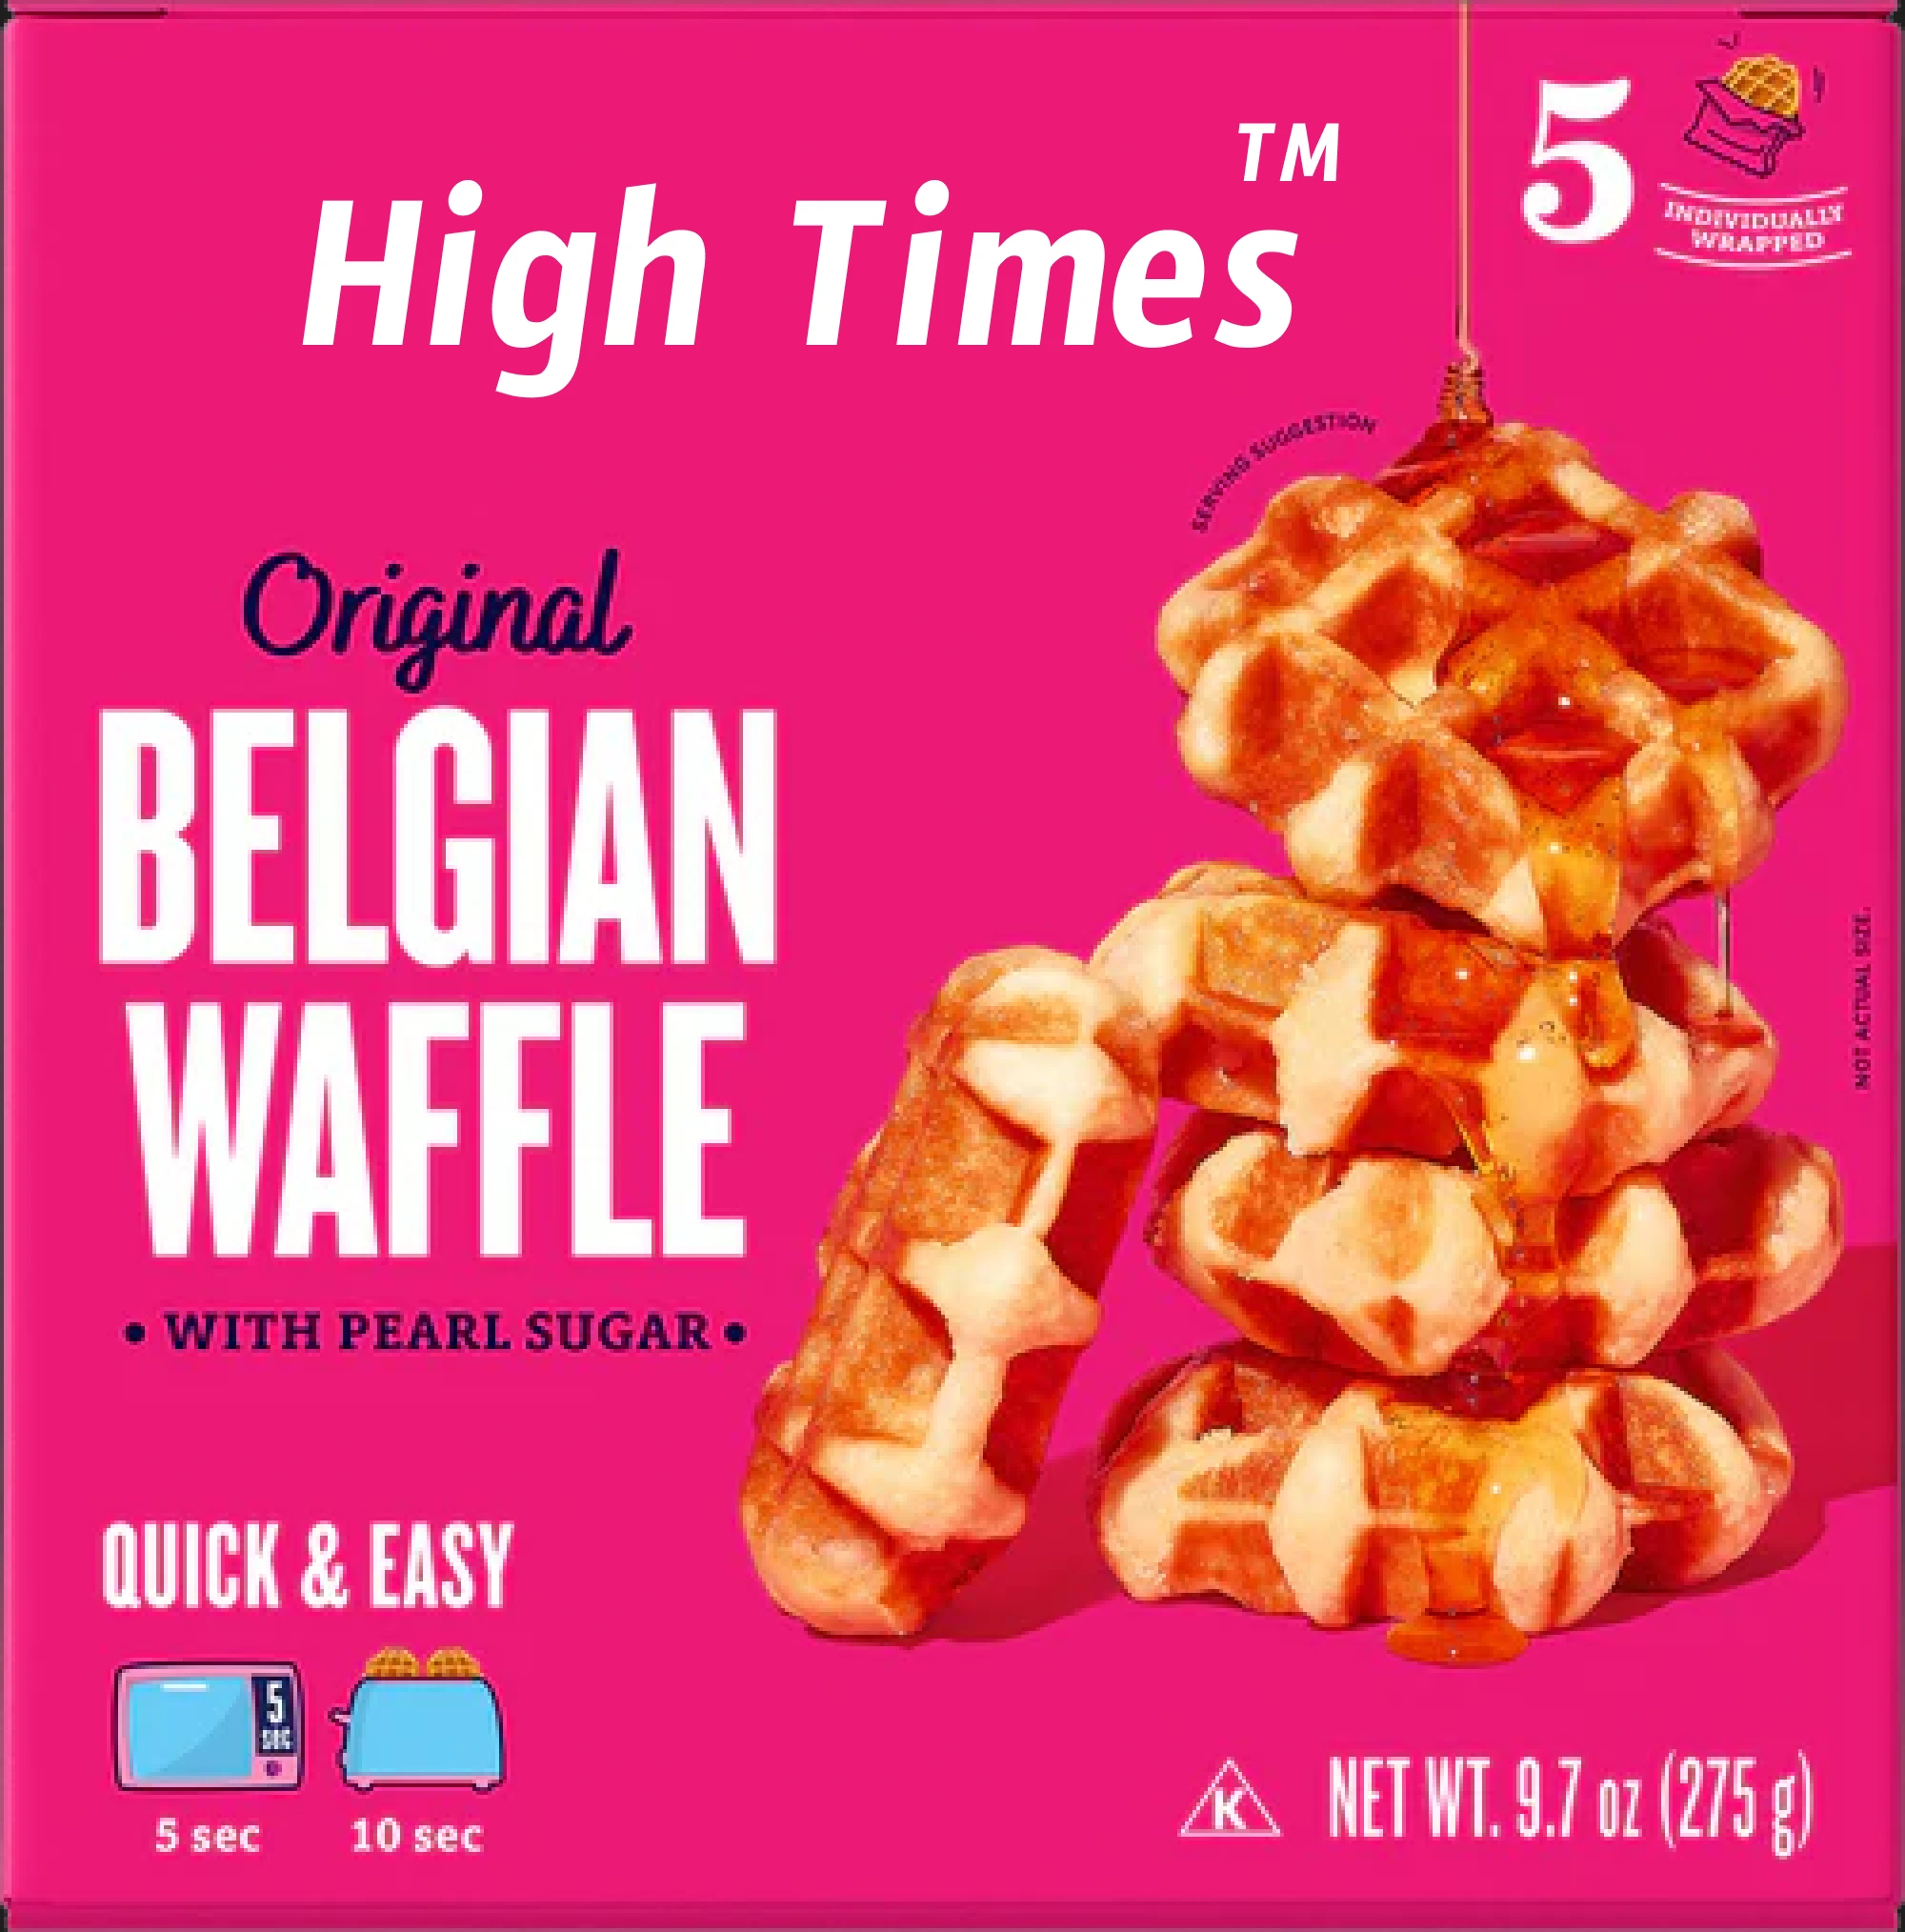 High Times™
5
INDIVIDUALLY
WRAPPED
SERVING SUGGESTION
Original
BELGIAN
WAFFLE
• WITH PEARL SUGAR •
NOT ACTUAL SIZE.
QUICK & EASY
5
SEC
5 sec
10 sec
K
NET WT. 9.7 oz (275 g)